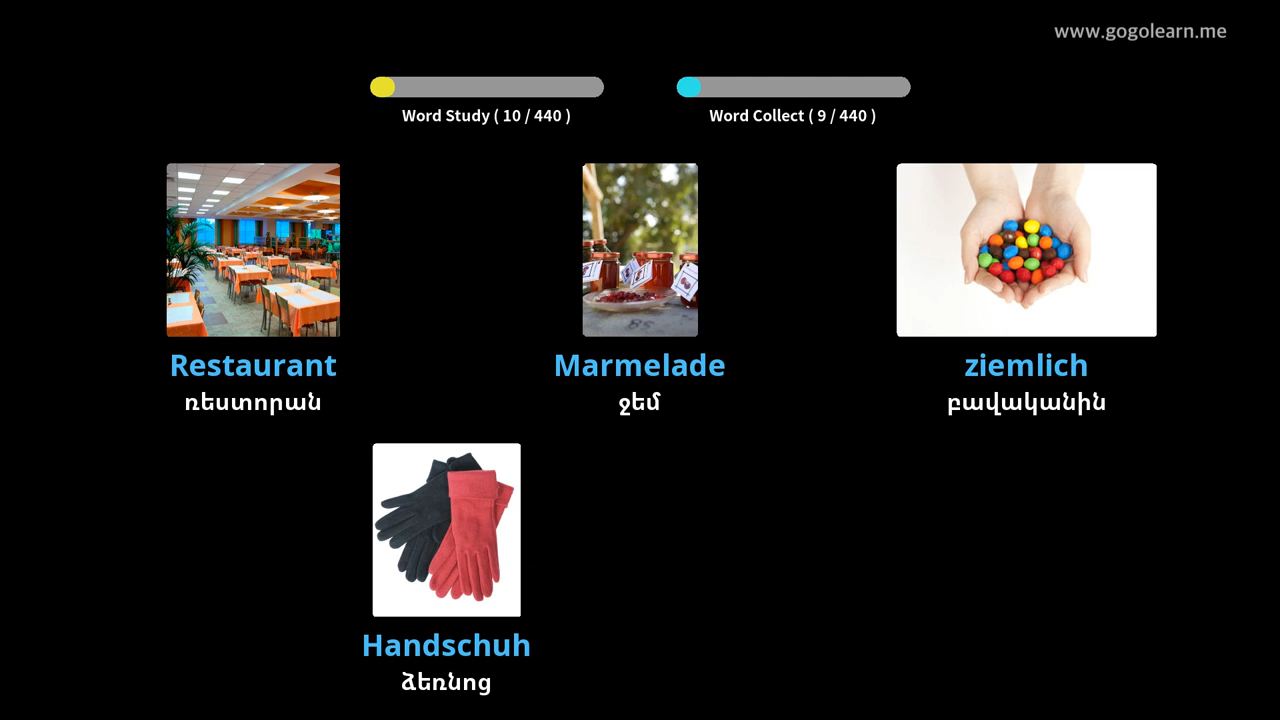 www.gogolearn.me
Word Study ( 10 / 440 )
Word Collect ( 9 / 440 )
Restaurant
ռեստորան
Marmelade
ջեմ
ziemlich
բավականին
Handschuh
ձեռնոց